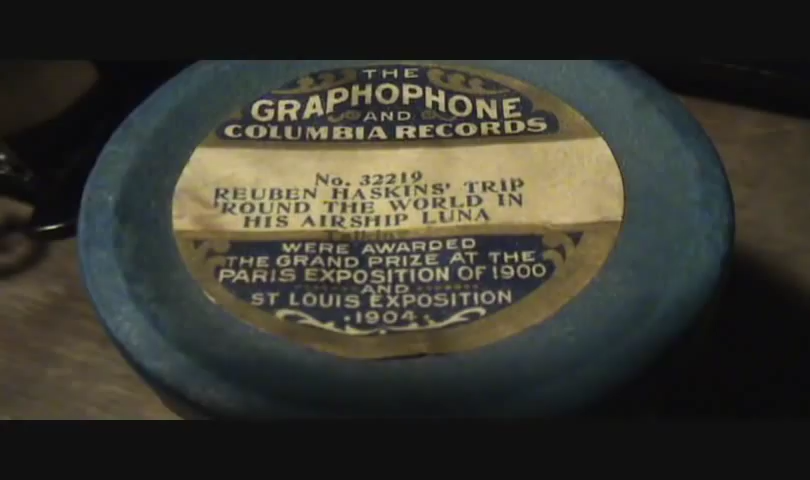 THE
GRAPHOPHONE
AND
COLUMBIA RECORDS
No. 32219
REUBEN HASKINS' TRIP
'ROUND THE WORLD IN
HIS AIRSHIP LUNA
WERE AWARDED
THE GRAND PRIZE AT THE
PARIS EXPOSITION OF 1900
AND
ST LOUIS EXPOSITION
·1904·